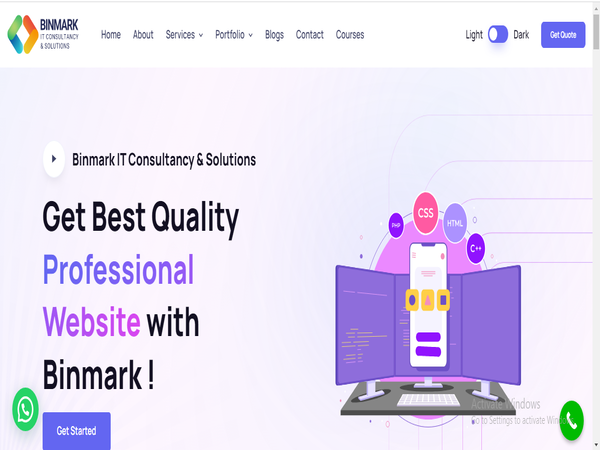 BINMARK
IT CONSULTANCY
& SOLUTIONS
Home About Services Portfolio Blogs Contact Courses
Light Dark Get Quote
Binmark IT Consultancy & Solutions
Get Best Quality
Professional
Website with
Binmark !
Get Started
PHP
CSS
HTML
C++
Activate Windows
Go to Settings to activate